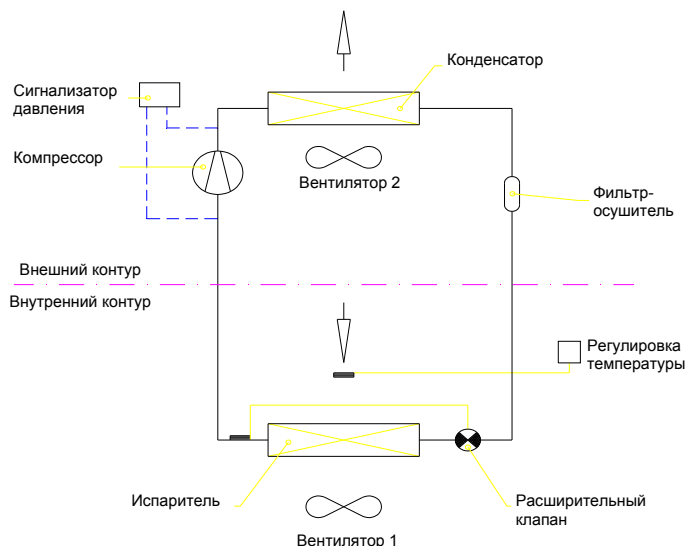 Конденсатор
Сигнализатор
давления
Компрессор
Вентилятор 2
Фильтр-
осушитель
Внешний контур
Внутренний контур
Регулировка
температуры
Испаритель
Расширительный
клапан
Вентилятор 1